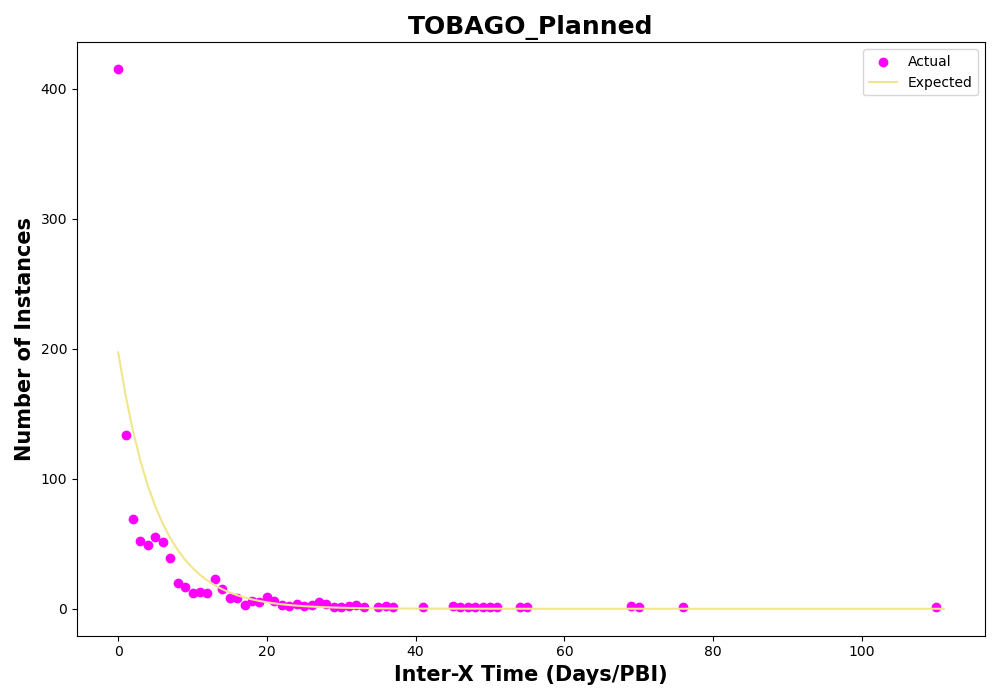 TOBAGO_Planned
Actual
Expected
Number of Instances
400
300
200
100
0
0 20 40 60 80 100
Inter-X Time (Days/PBI)